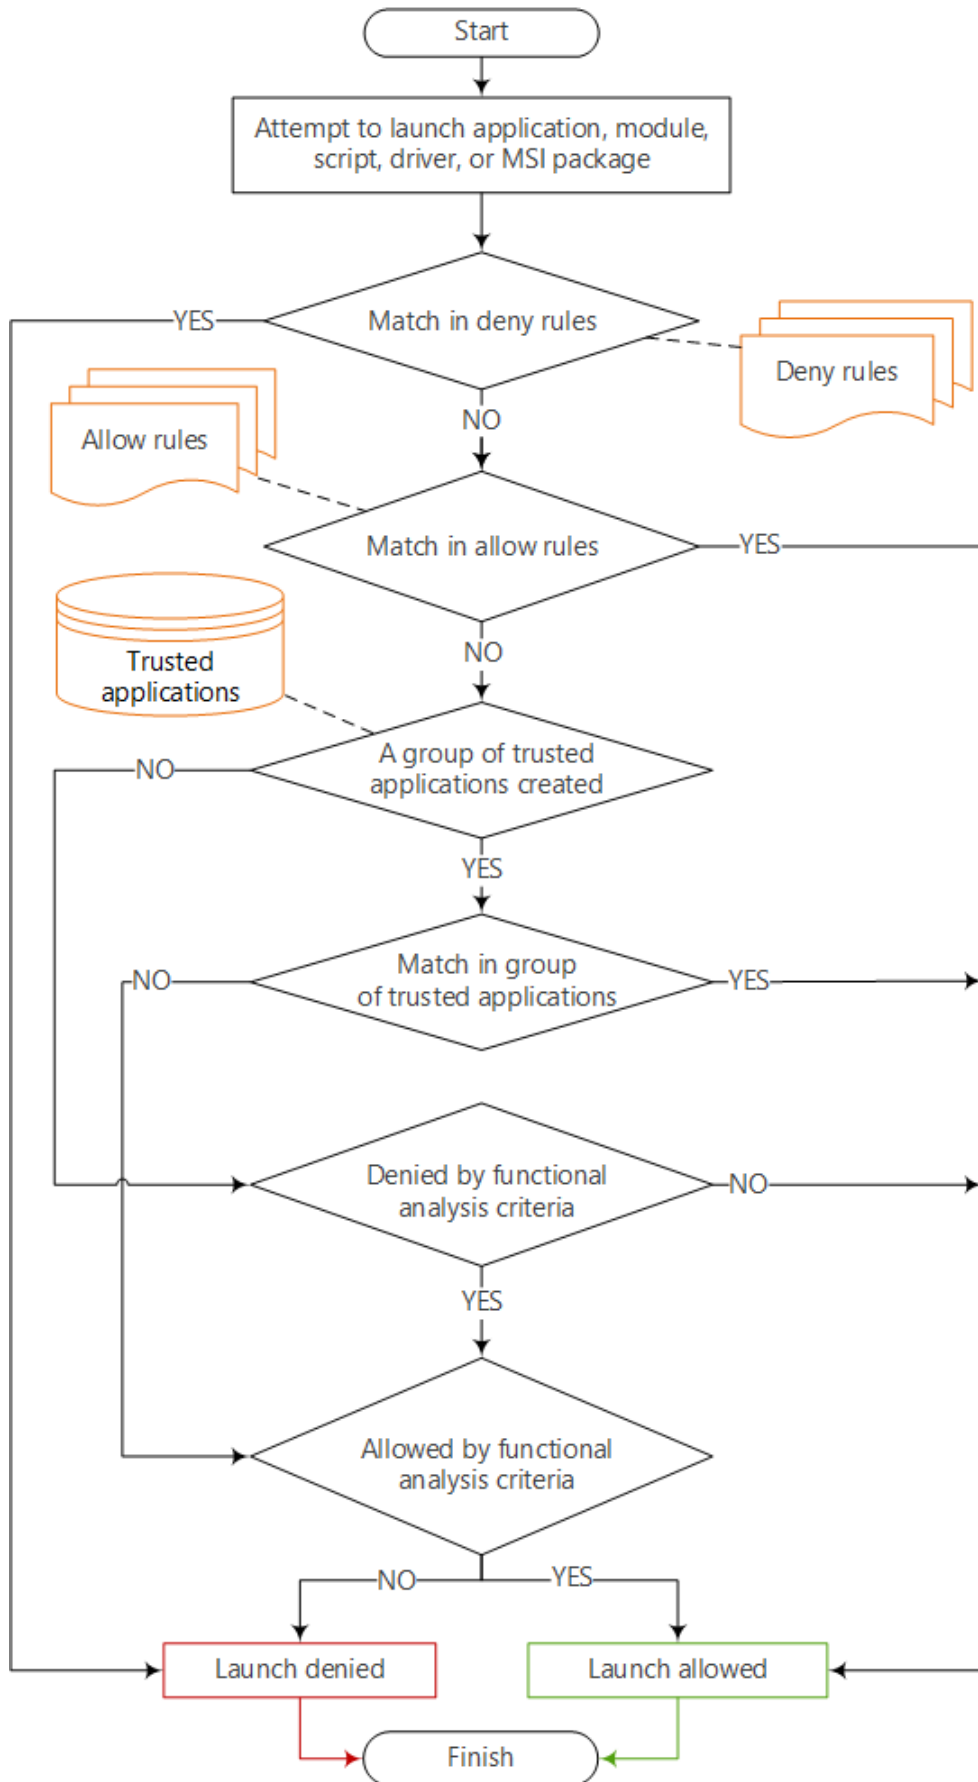 Start
Attempt to launch application, module,
script, driver, or MSI package
YES
Match in deny rules
Deny rules
NO
Allow rules
Match in allow rules
YES
NO
Trusted
applications
A group of trusted
applications created
NO
YES
Match in group
of trusted applications
NO
YES
Denied by functional
analysis criteria
NO
YES
Allowed by functional
analysis criteria
NO
YES
Launch denied
Launch allowed
Finish